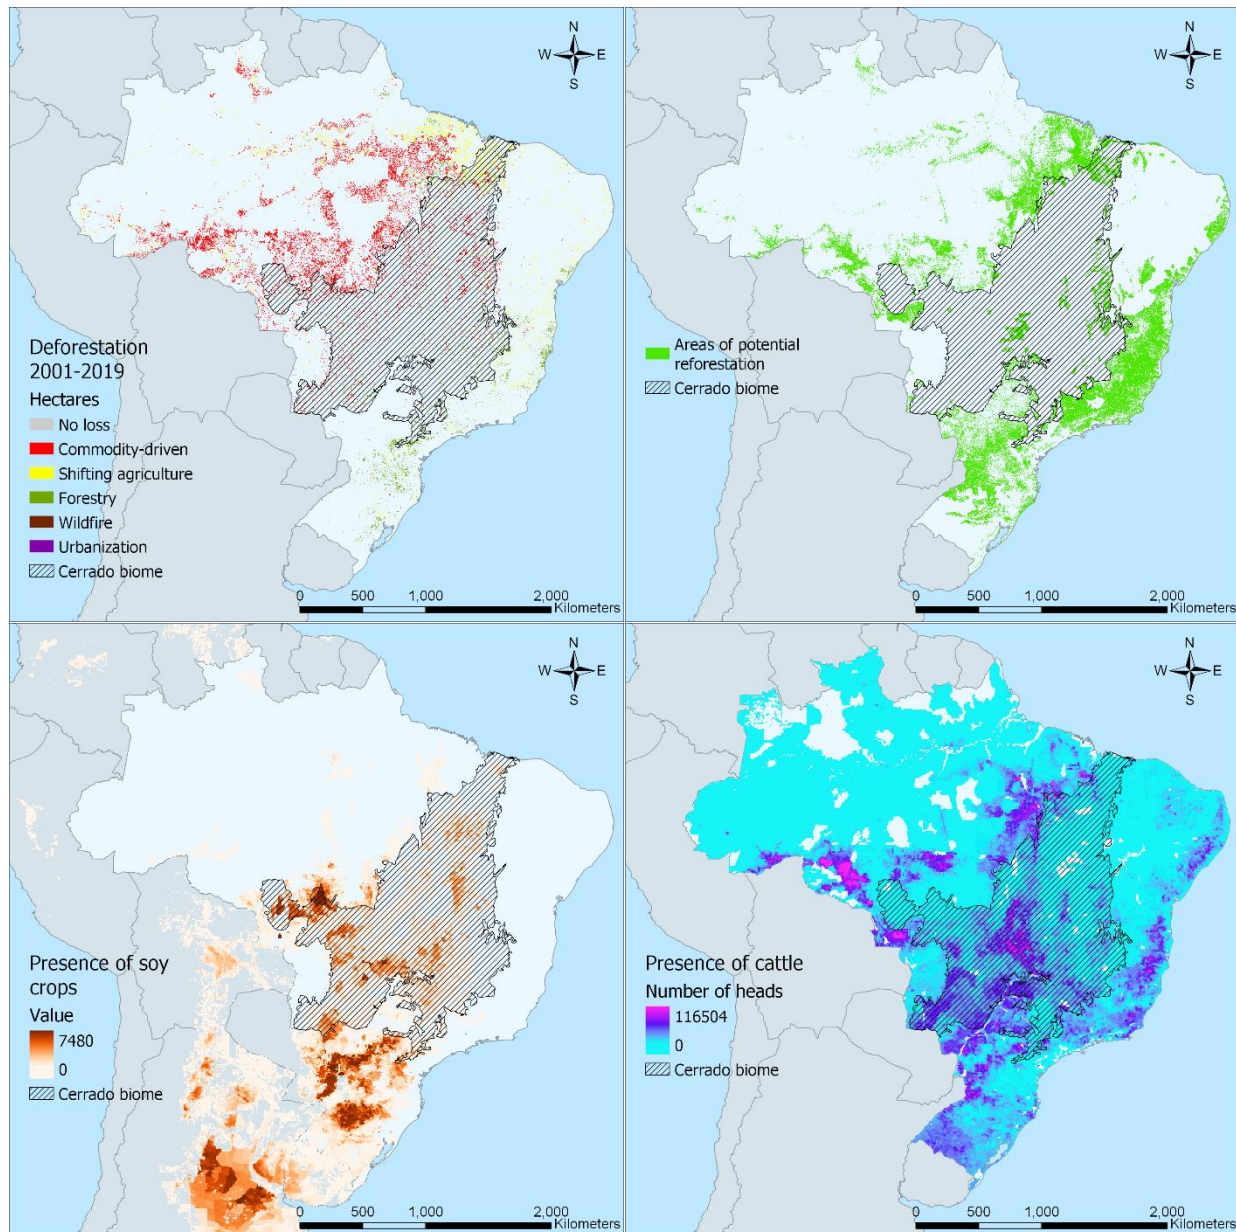 N
W E
S
Deforestation
2001-2019
Hectares
No loss
Commodity-driven
Shifting agriculture
Forestry
Wildfire
Urbanization
Cerrado biome
0 500 1,000 2,000
Kilometers
N
W E
S
Areas of potential
reforestation
Cerrado biome
0 500 1,000 2,000
Kilometers
N
W E
S
Presence of soy
crops
Value
7480
0
Cerrado biome
0 500 1,000 2,000
Kilometers
N
W E
S
Presence of cattle
Number of heads
116504
0
Cerrado biome
0 500 1,000 2,000
Kilometers